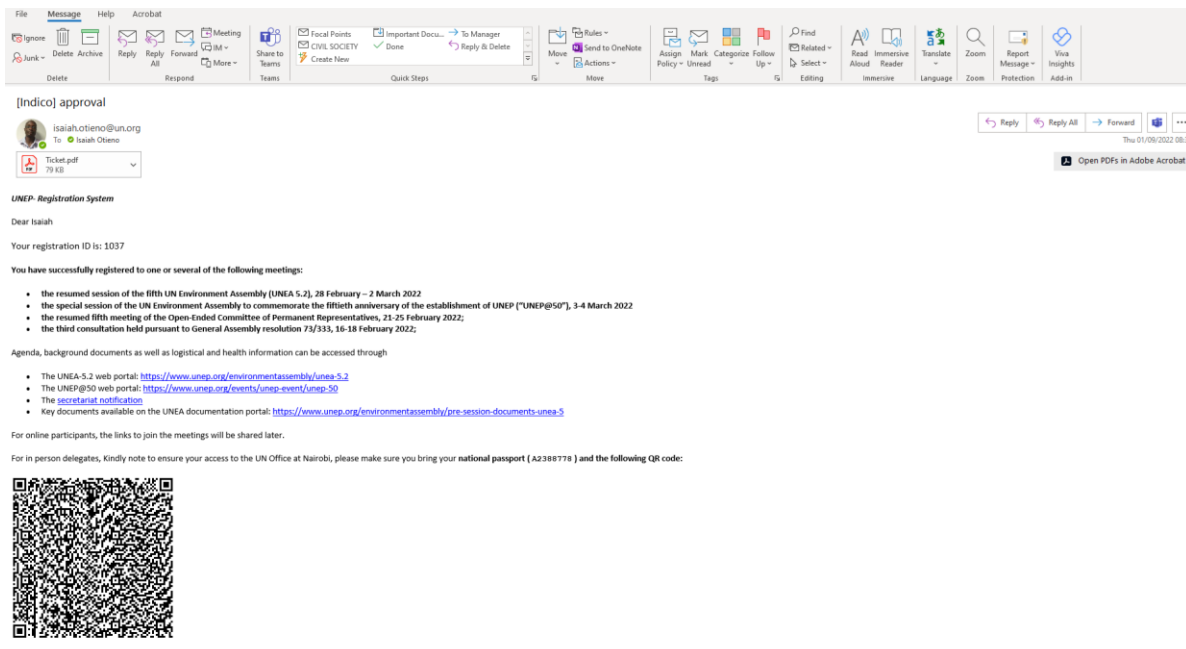 File Message Help Acrobat
Ignore
Junk
Delete
Archive
Reply
Reply All
Forward
Meeting
IM
More
Share to Teams
Focal Points
CIVIL SOCIETY
Create New
Important Docu...
Done
To Manager
Reply & Delete
Move
Rules
Send to OneNote
Actions
Assign Policy
Mark Unread
Categorize
Follow Up
Find
Related
Select
Read Aloud
Immersive Reader
Translate
Zoom
Report Message
Viva Insights
Delete Respond Teams Quick Steps Move Tags Editing Immersive Language Zoom Protection Add-in
[Indico] approval
isaiah.otieno@un.org
To Isaiah Otieno
Reply Reply All Forward
Thu 01/09/2022 08:
Ticket.pdf
79 KB
Open PDFs in Adobe Acrobat
UNEP- Registration System
Dear Isaiah
Your registration ID is: 1037
You have successfully registered to one or several of the following meetings:
• the resumed session of the fifth UN Environment Assembly (UNEA 5.2), 28 February – 2 March 2022
• the special session of the UN Environment Assembly to commemorate the fiftieth anniversary of the establishment of UNEP ("UNEP@50"), 3-4 March 2022
• the resumed fifth meeting of the Open-Ended Committee of Permanent Representatives, 21-25 February 2022;
• the third consultation held pursuant to General Assembly resolution 73/333, 16-18 February 2022;
Agenda, background documents as well as logistical and health information can be accessed through
• The UNEA-5.2 web portal: https://www.unep.org/environmentassembly/unea-5.2
• The UNEP@50 web portal: https://www.unep.org/events/unep-event/unep-50
• The secretariat notification
• Key documents available on the UNEA documentation portal: https://www.unep.org/environmentassembly/pre-session-documents-unea-5
For online participants, the links to join the meetings will be shared later.
For in person delegates, Kindly note to ensure your access to the UN Office at Nairobi, please make sure you bring your national passport ( A2388778 ) and the following QR code: